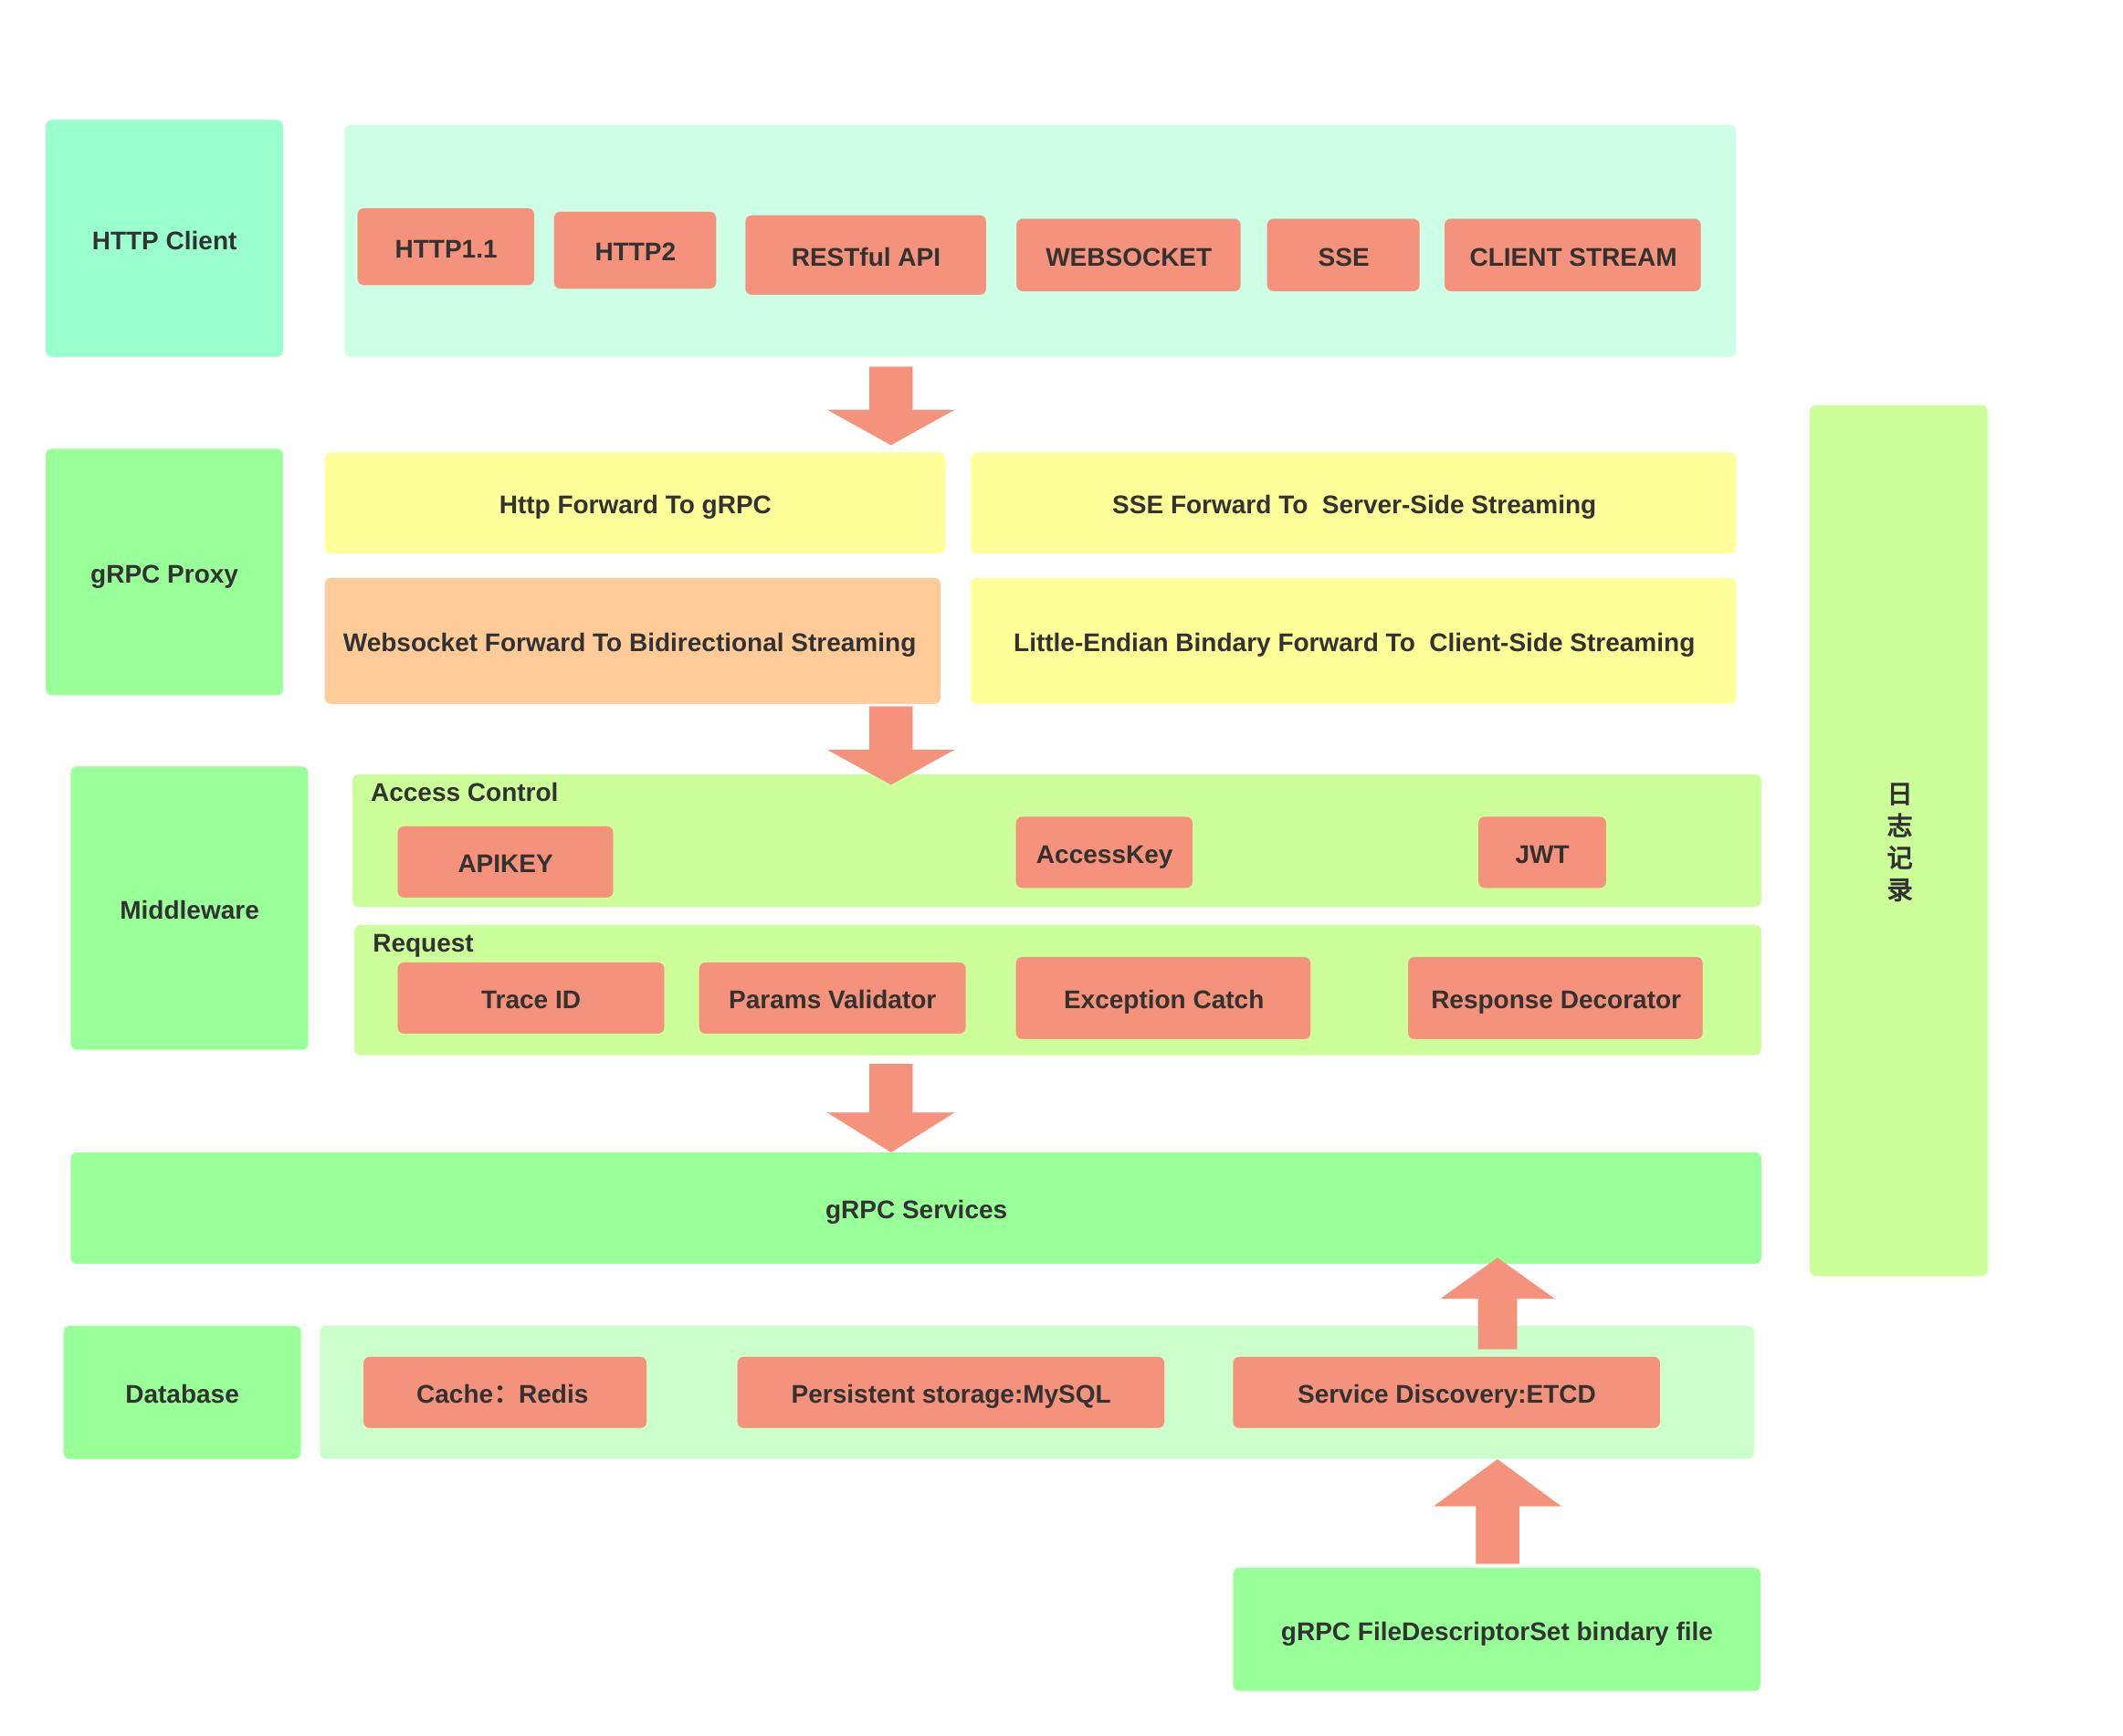 HTTP Client
HTTP1.1
HTTP2
RESTful API
WEBSOCKET
SSE
CLIENT STREAM
gRPC Proxy
Http Forward To gRPC
SSE Forward To  Server-Side Streaming
Websocket Forward To Bidirectional Streaming
Little-Endian Bindary Forward To  Client-Side Streaming
Middleware
Access Control
APIKEY
AccessKey
JWT
Request
Trace ID
Params Validator
Exception Catch
Response Decorator
日
志
记
录
gRPC Services
Database
Cache：Redis
Persistent storage:MySQL
Service Discovery:ETCD
gRPC FileDescriptorSet bindary file